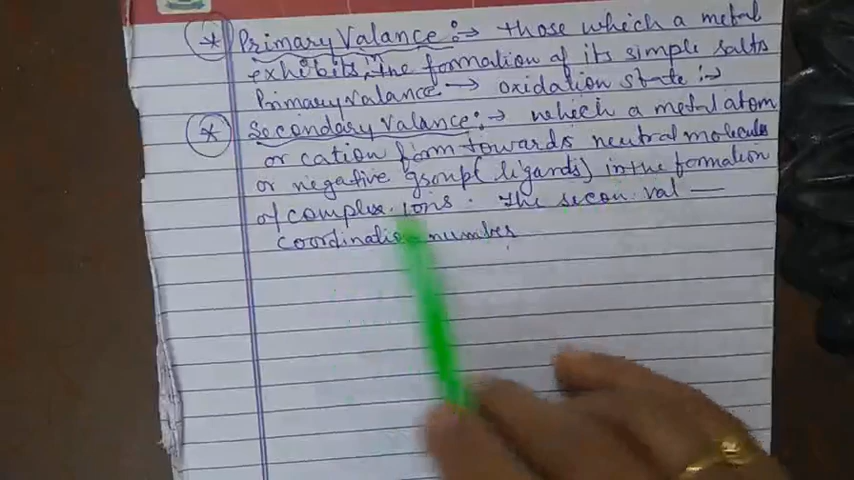 * Primary Valance :→ those which a metal
exhibits in the formation of its simple salts
Primary valance → oxidation state :→
* Secondary Valance :→ which a metal atom
or cation form towards neutral molecules
or negative group (ligands) in the formation
of complex ions. The secon. val —
coordination number